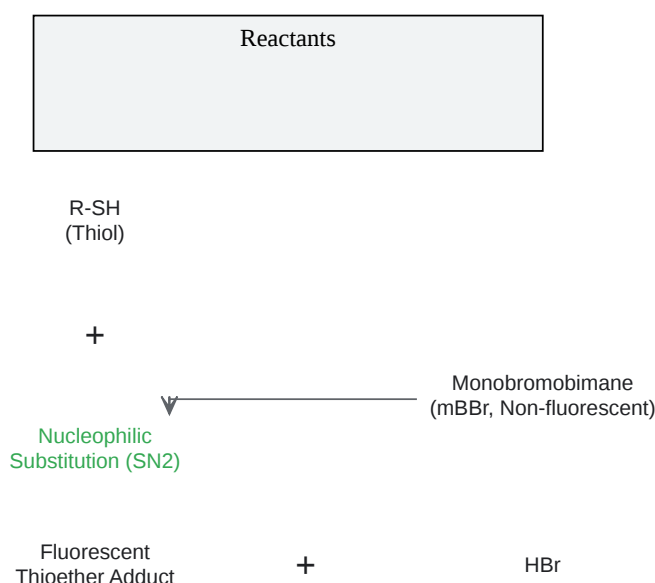 Reactants
R-SH
(Thiol)
+
Monobromobimane
(mBBr, Non-fluorescent)
Nucleophilic
Substitution (SN2)
Fluorescent
Thioether Adduct
+
HBr